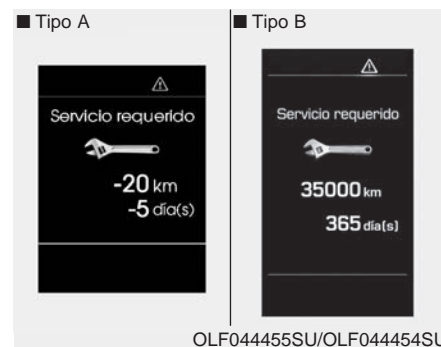 ■ Tipo A
Servicio requerido
-20 km
-5 día(s)
■ Tipo B
Servicio requerido
35000 km
365 día(s)
OLF044455SU/OLF044454SU